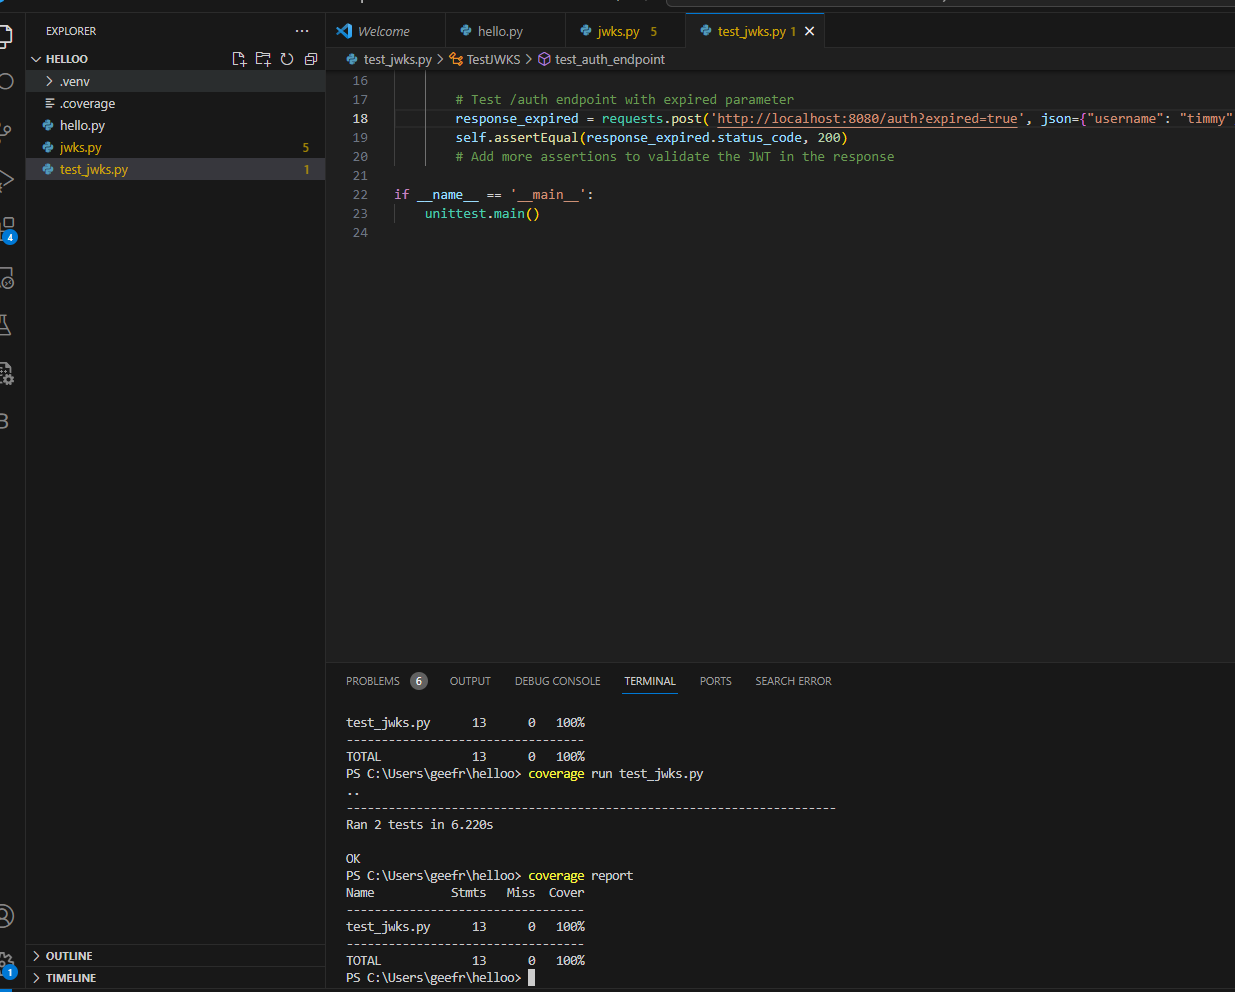 EXPLORER
Welcome
hello.py
jwks.py 5
test_jwks.py 1
HELLOO
test_jwks.py > TestJWKS > test_auth_endpoint
.venv
.coverage
hello.py
jwks.py 5
test_jwks.py 1
16
17 # Test /auth endpoint with expired parameter
18 response_expired = requests.post('http://localhost:8080/auth?expired=true', json={"username": "timmy"
19 self.assertEqual(response_expired.status_code, 200)
20 # Add more assertions to validate the JWT in the response
21
22 if __name__ == '__main__':
23 unittest.main()
24
4
PROBLEMS 6 OUTPUT DEBUG CONSOLE TERMINAL PORTS SEARCH ERROR
test_jwks.py 13 0 100%
----------------------------------
TOTAL 13 0 100%
PS C:\Users\geefr\helloo> coverage run test_jwks.py
..
----------------------------------------------------------------------
Ran 2 tests in 6.220s
OK
PS C:\Users\geefr\helloo> coverage report
Name Stmts Miss Cover
----------------------------------
test_jwks.py 13 0 100%
----------------------------------
TOTAL 13 0 100%
PS C:\Users\geefr\helloo>
OUTLINE
TIMELINE
1